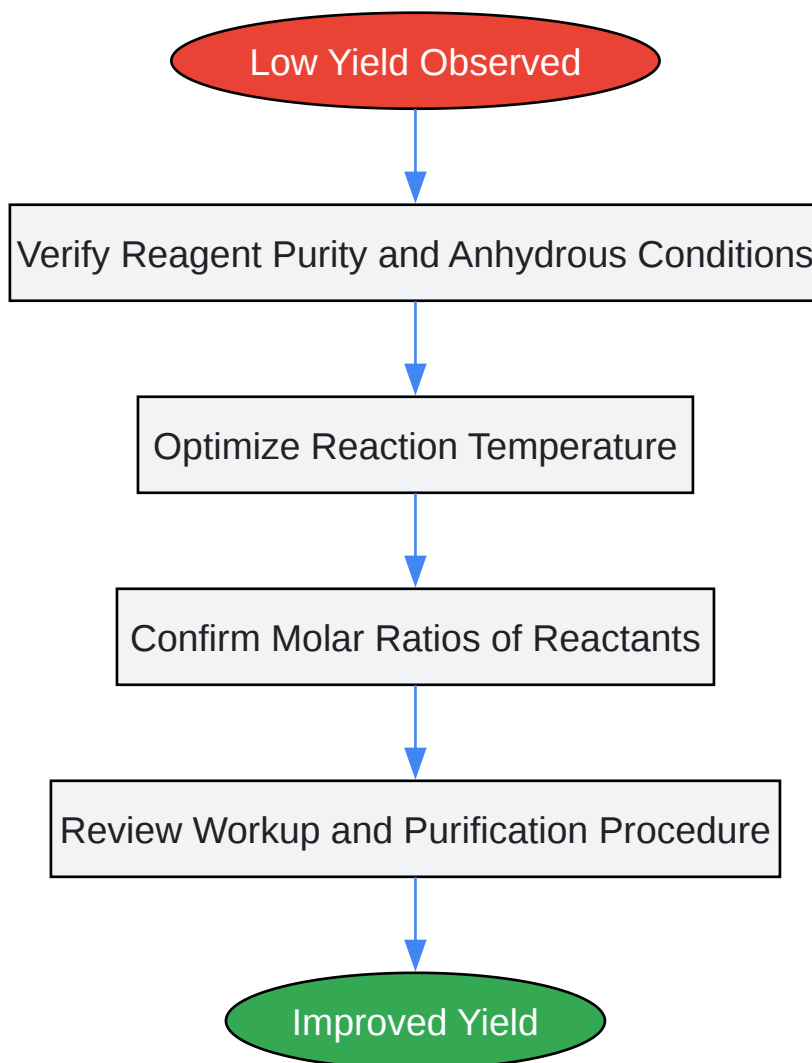 Low Yield Observed
Verify Reagent Purity and Anhydrous Conditions
Optimize Reaction Temperature
Confirm Molar Ratios of Reactants
Review Workup and Purification Procedure
Improved Yield